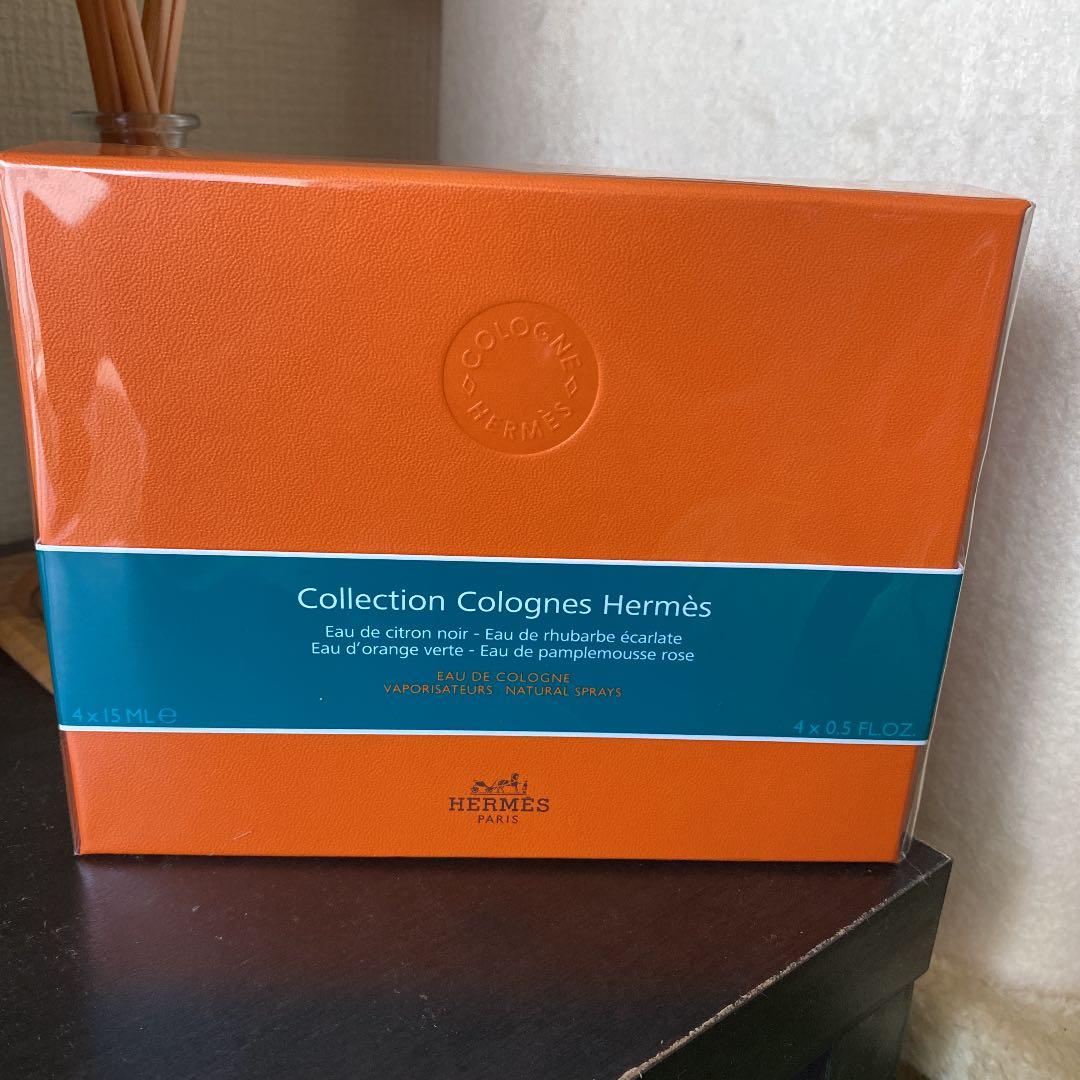 COLOGNE
HERMÈS
Collection Colognes Hermès
Eau de citron noir - Eau de rhubarbe écarlate
Eau d'orange verte - Eau de pamplemousse rose
EAU DE COLOGNE
VAPORISATEURS NATURAL SPRAYS
4 x 15 ML ℮
4 x 0.5 FL.OZ.
HERMÈS
PARIS